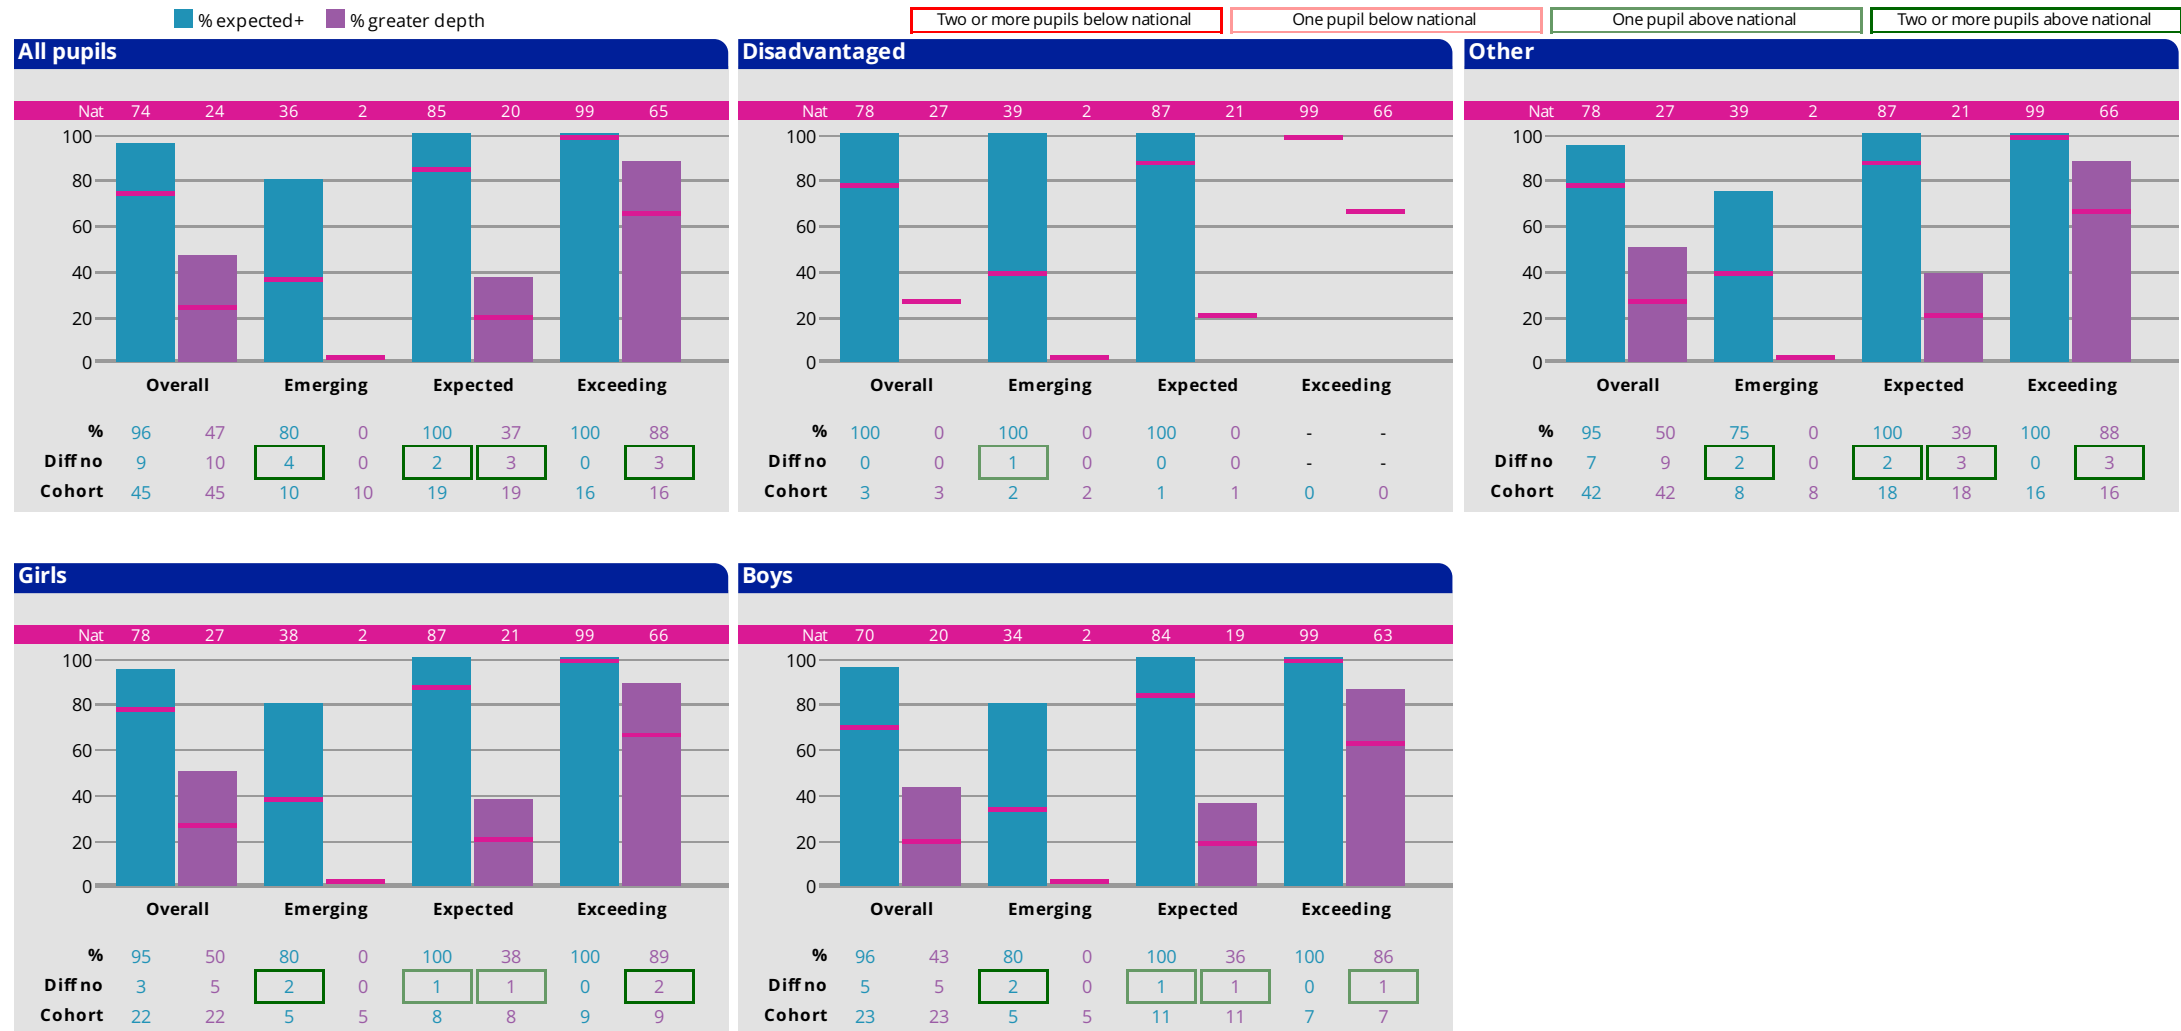 % expected+ % greater depth Two or more pupils below national One pupil below national One pupil above national Two or more pupils above national
All pupils
Nat 74 24 36 2 85 20 99 65
100
80
60
40
20
0
Overall Emerging Expected Exceeding
% 96 47 80 0 100 37 100 88
Diff no 9 10 4 0 2 3 0 3
Cohort 45 45 10 10 19 19 16 16
Disadvantaged
Nat 78 27 39 2 87 21 99 66
100
80
60
40
20
0
Overall Emerging Expected Exceeding
100 0 100 0 100 0 - -
Diff no 0 0 1 0 0 0 - -
Cohort 3 3 2 2 1 1 0 0
%
Other
Nat 78 27 39 2 87 21 99 66
100
80
60
40
20
0
Overall Emerging Expected Exceeding
% 95 50 75 0 100 39 100 88
Diff no 7 9 2 0 2 3 0 3
Cohort 42 42 8 8 18 18 16 16
Girls
Nat 78 27 38 2 87 21 99 66
100
80
60
40
20
0
Overall Emerging Expected Exceeding
% 95 50 80 0 100 38 100 89
Diff no 3 5 2 0 1 1 0 2
Cohort 22 22 5 5 8 8 9 9
Boys
Nat 70 20 34 2 84 19 99 63
100
80
60
40
20
0
Overall Emerging Expected Exceeding
% 96 43 80 0 100 36 100 86
Diff no 5 5 2 0 1 1 0 1
Cohort 23 23 5 5 11 11 7 7